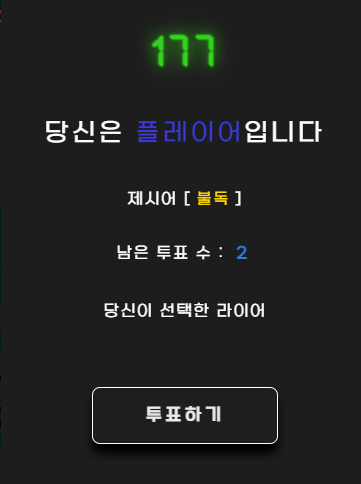 177
당신은 플레이어입니다
제시어 [ 불독 ]
남은 투표 수 : 2
당신이 선택한 라이어
투표하기